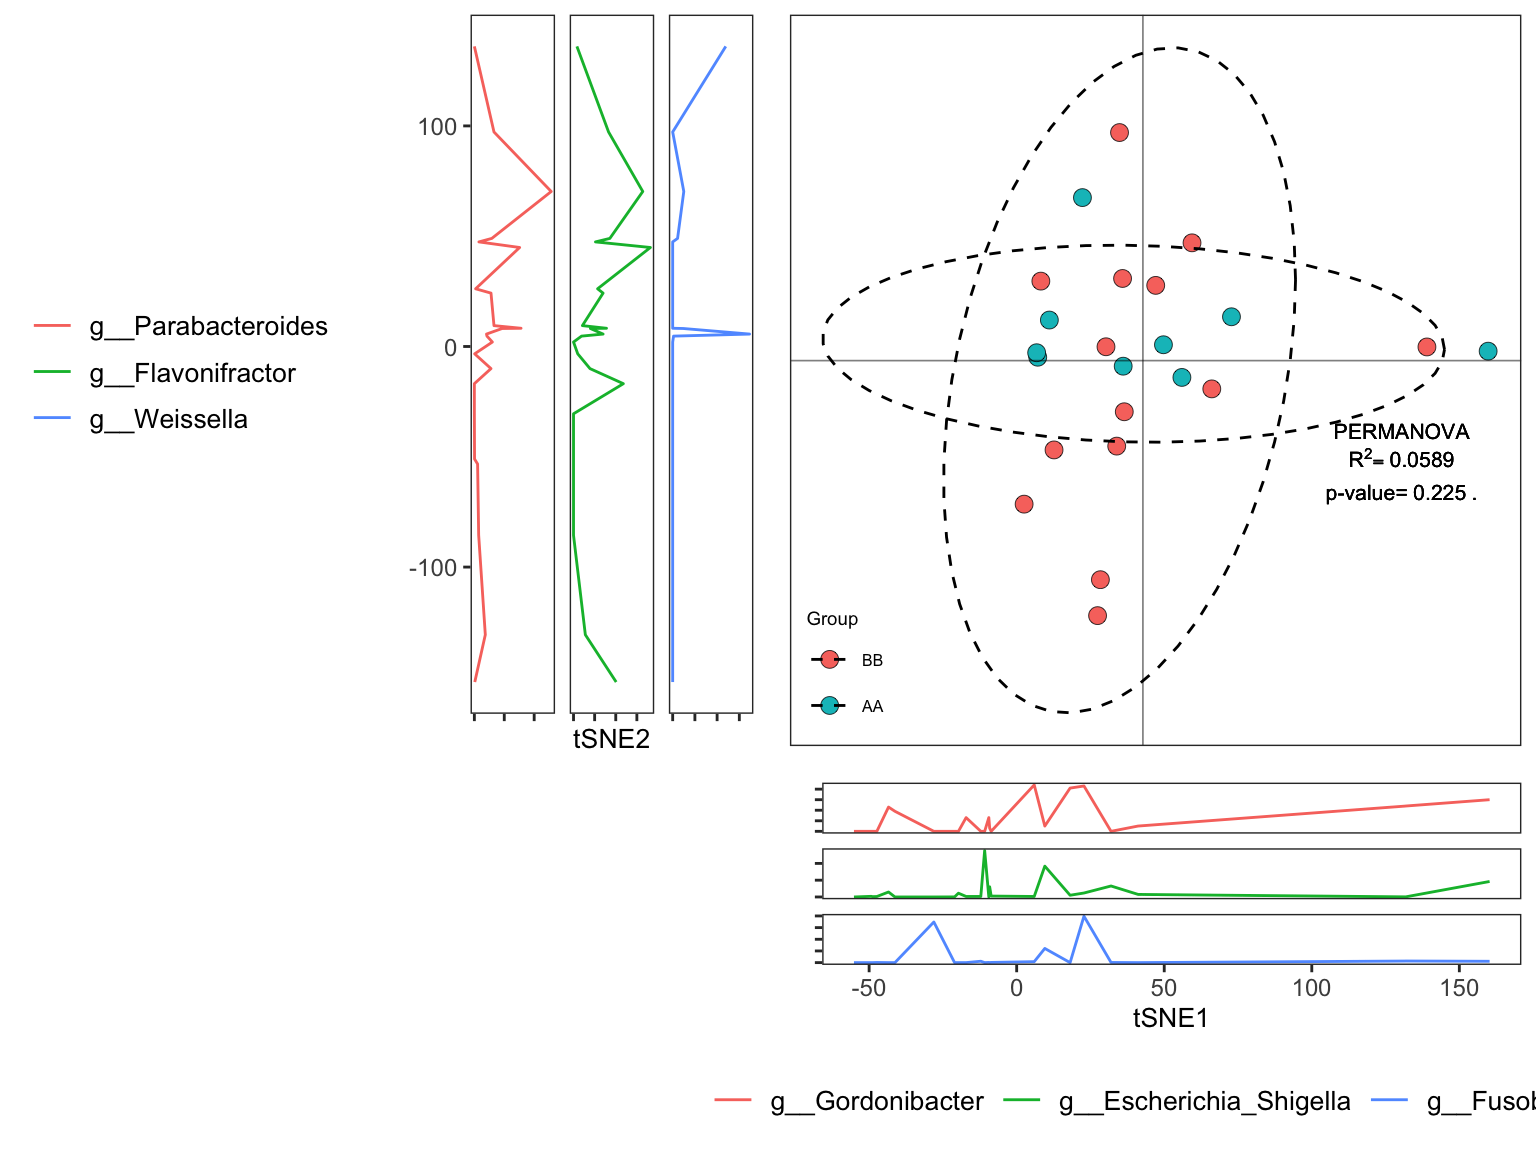 100
0
-100
g__Parabacteroides
g__Flavonifractor
g__Weissella
tSNE2
PERMANOVA
R²= 0.0589
p-value= 0.225 .
Group
BB
AA
-50 0 50 100 150
tSNE1
g__Gordonibacter g__Escherichia_Shigella g__Fusob